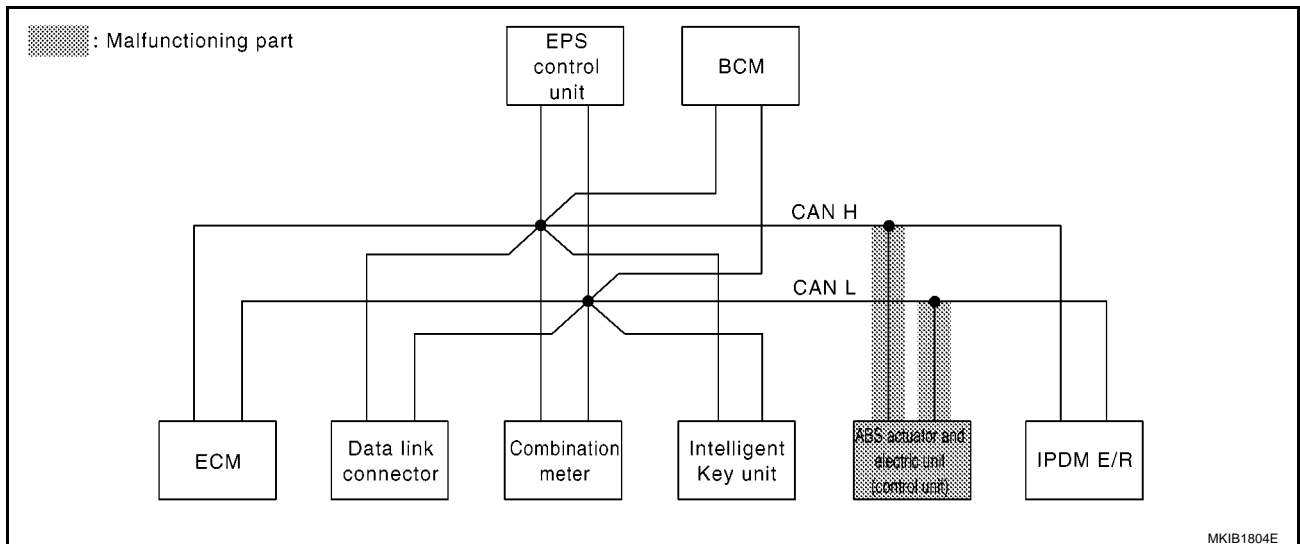 : Malfunctioning part
EPS
control
unit
BCM
CAN H
CAN L
ECM
Data link
connector
Combination
meter
Intelligent
Key unit
ABS actuator and
electric unit
(control unit)
IPDM E/R
MKIB1804E